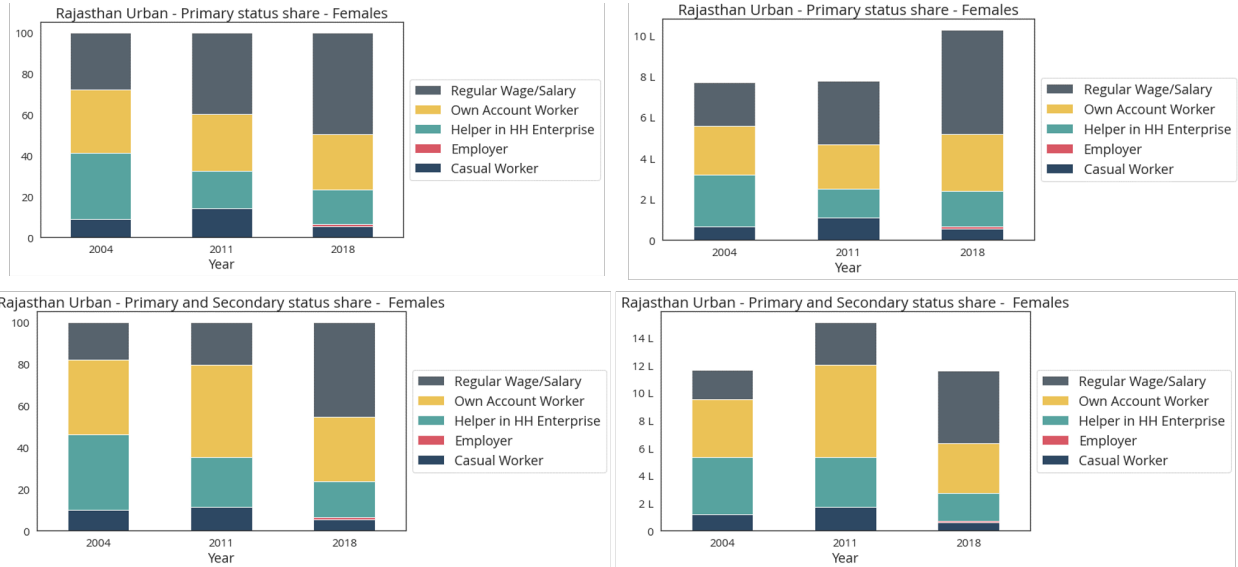 Rajasthan Urban - Primary status share - Females
100
80
60
40
20
0
2004
2011
2018
Year
Regular Wage/Salary
Own Account Worker
Helper in HH Enterprise
Employer
Casual Worker
Rajasthan Urban - Primary status share - Females
10 L
8 L
6 L
4 L
2 L
0
2004
2011
2018
Year
Regular Wage/Salary
Own Account Worker
Helper in HH Enterprise
Employer
Casual Worker
Rajasthan Urban - Primary and Secondary status share -  Females
100
80
60
40
20
0
2004
2011
2018
Year
Regular Wage/Salary
Own Account Worker
Helper in HH Enterprise
Employer
Casual Worker
Rajasthan Urban - Primary and Secondary status share -  Females
14 L
12 L
10 L
8 L
6 L
4 L
2 L
0
2004
2011
2018
Year
Regular Wage/Salary
Own Account Worker
Helper in HH Enterprise
Employer
Casual Worker